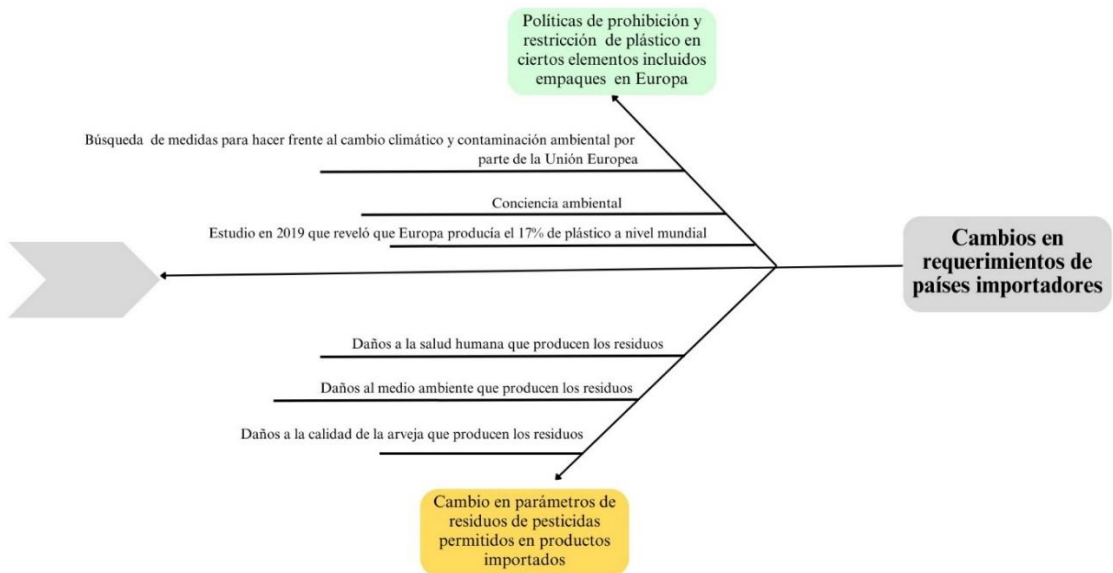 Políticas de prohibición y
restricción de plástico en
ciertos elementos incluidos
empaques en Europa
Búsqueda de medidas para hacer frente al cambio climático y contaminación ambiental por
parte de la Unión Europea
Conciencia ambiental
Estudio en 2019 que reveló que Europa producía el 17% de plástico a nivel mundial
Cambios en
requerimientos de
países importadores
Daños a la salud humana que producen los residuos
Daños al medio ambiente que producen los residuos
Daños a la calidad de la arveja que producen los residuos
Cambio en parámetros de
residuos de pesticidas
permitidos en productos
importados